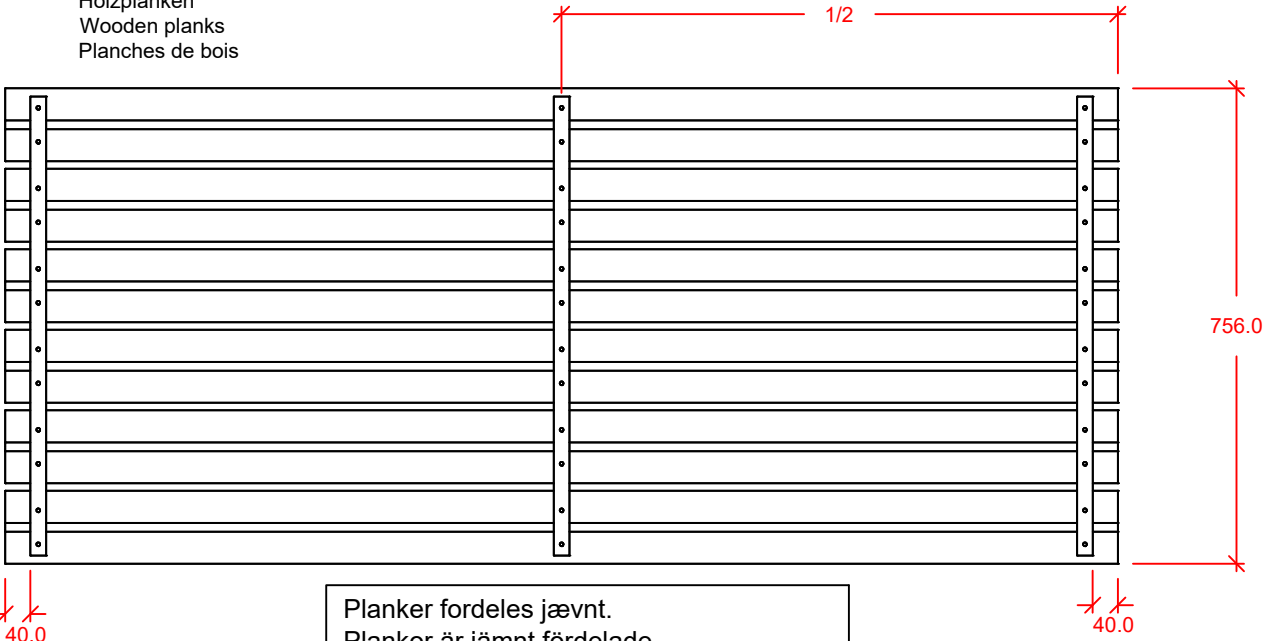 Holzplanken
Wooden planks
Planches de bois
1/2
756.0
40.0
40.0
Planker fordeles jævnt.
Planker är jämnt fördelade